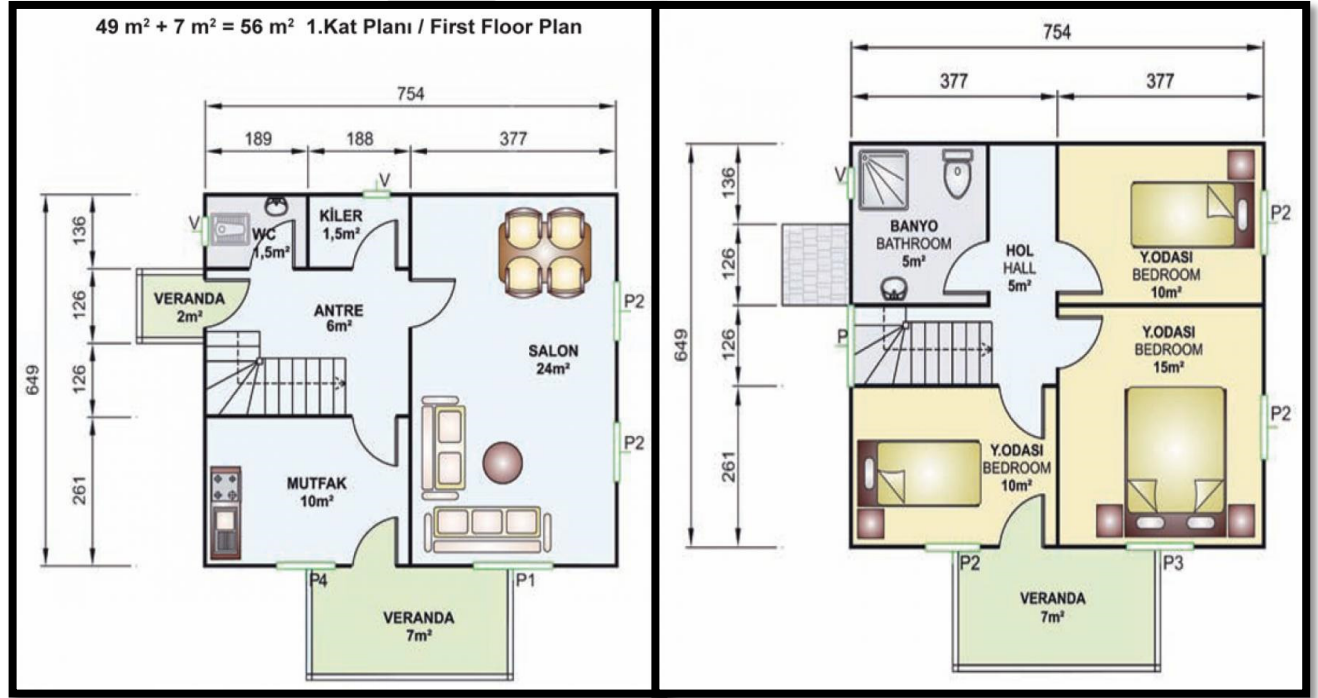 49 m² + 7 m² = 56 m² 1.Kat Planı / First Floor Plan
754
189
188
377
649
136
126
126
261
V
V
WC
1,5m²
KİLER
1,5m²
VERANDA
2m²
ANTRE
6m²
P2
SALON
24m²
P2
MUTFAK
10m²
P4
P1
VERANDA
7m²
754
377
377
649
136
126
126
261
V
P
BANYO
BATHROOM
5m²
HOL
HALL
5m²
P2
Y.ODASI
BEDROOM
10m²
Y.ODASI
BEDROOM
15m²
P2
Y.ODASI
BEDROOM
10m²
P2
P3
VERANDA
7m²